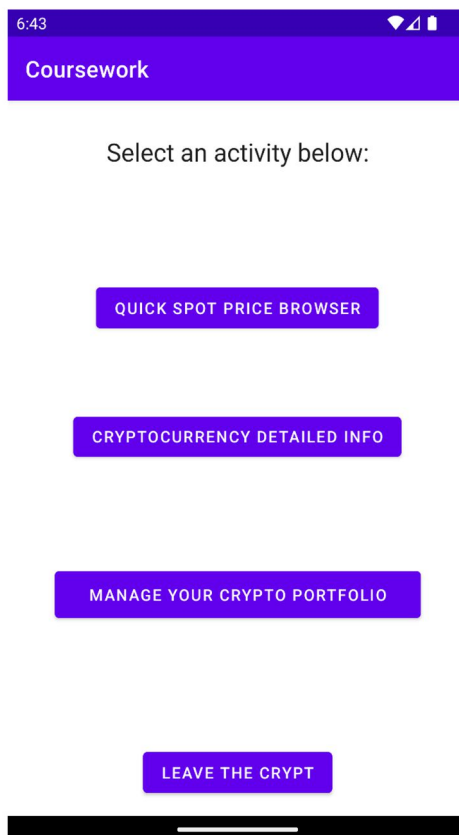 6:43
Coursework
Select an activity below:
QUICK SPOT PRICE BROWSER
CRYPTOCURRENCY DETAILED INFO
MANAGE YOUR CRYPTO PORTFOLIO
LEAVE THE CRYPT